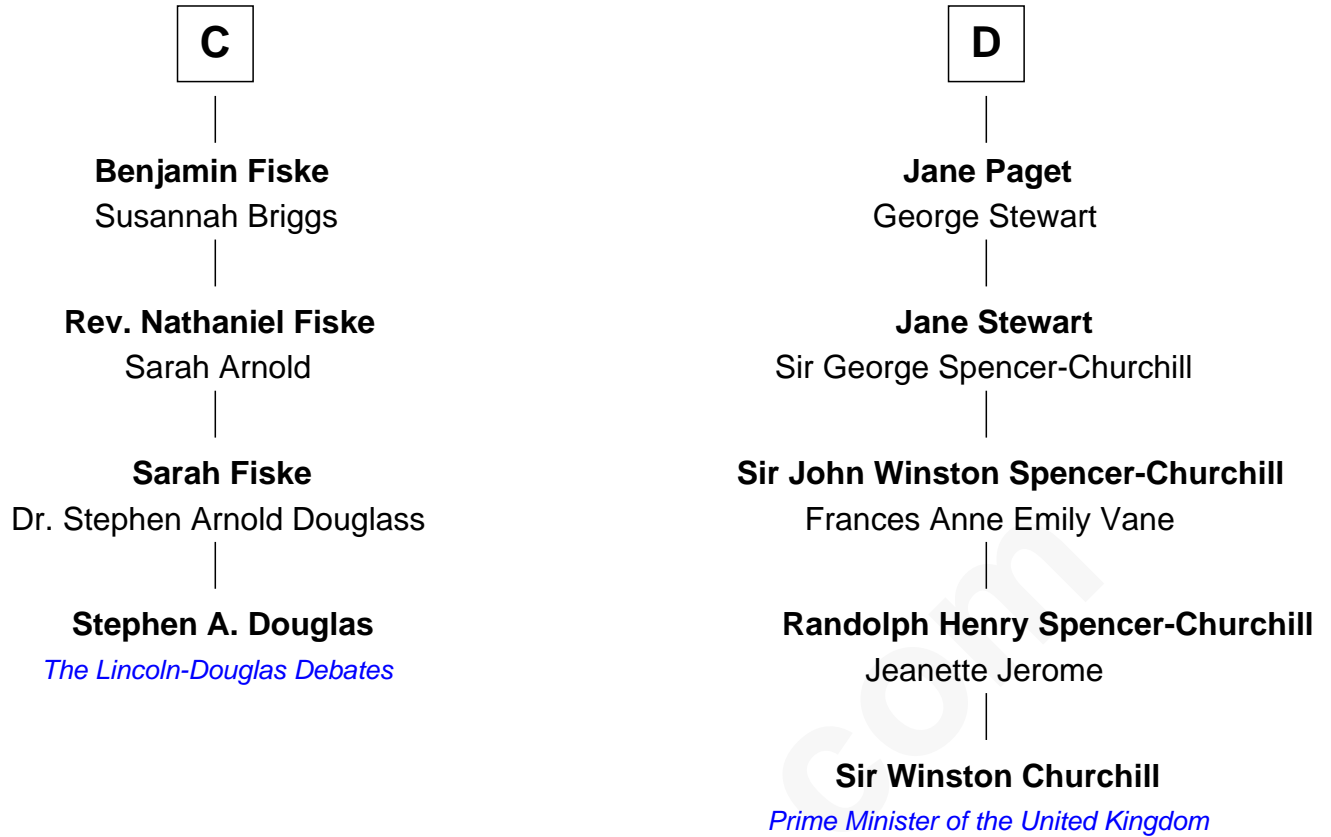 C
Benjamin Fiske
Susannah Briggs
Rev. Nathaniel Fiske
Sarah Arnold
Sarah Fiske
Dr. Stephen Arnold Douglass
Stephen A. Douglas
The Lincoln-Douglas Debates
D
Jane Paget
George Stewart
Jane Stewart
Sir George Spencer-Churchill
Sir John Winston Spencer-Churchill
Frances Anne Emily Vane
Randolph Henry Spencer-Churchill
Jeanette Jerome
Sir Winston Churchill
Prime Minister of the United Kingdom
com